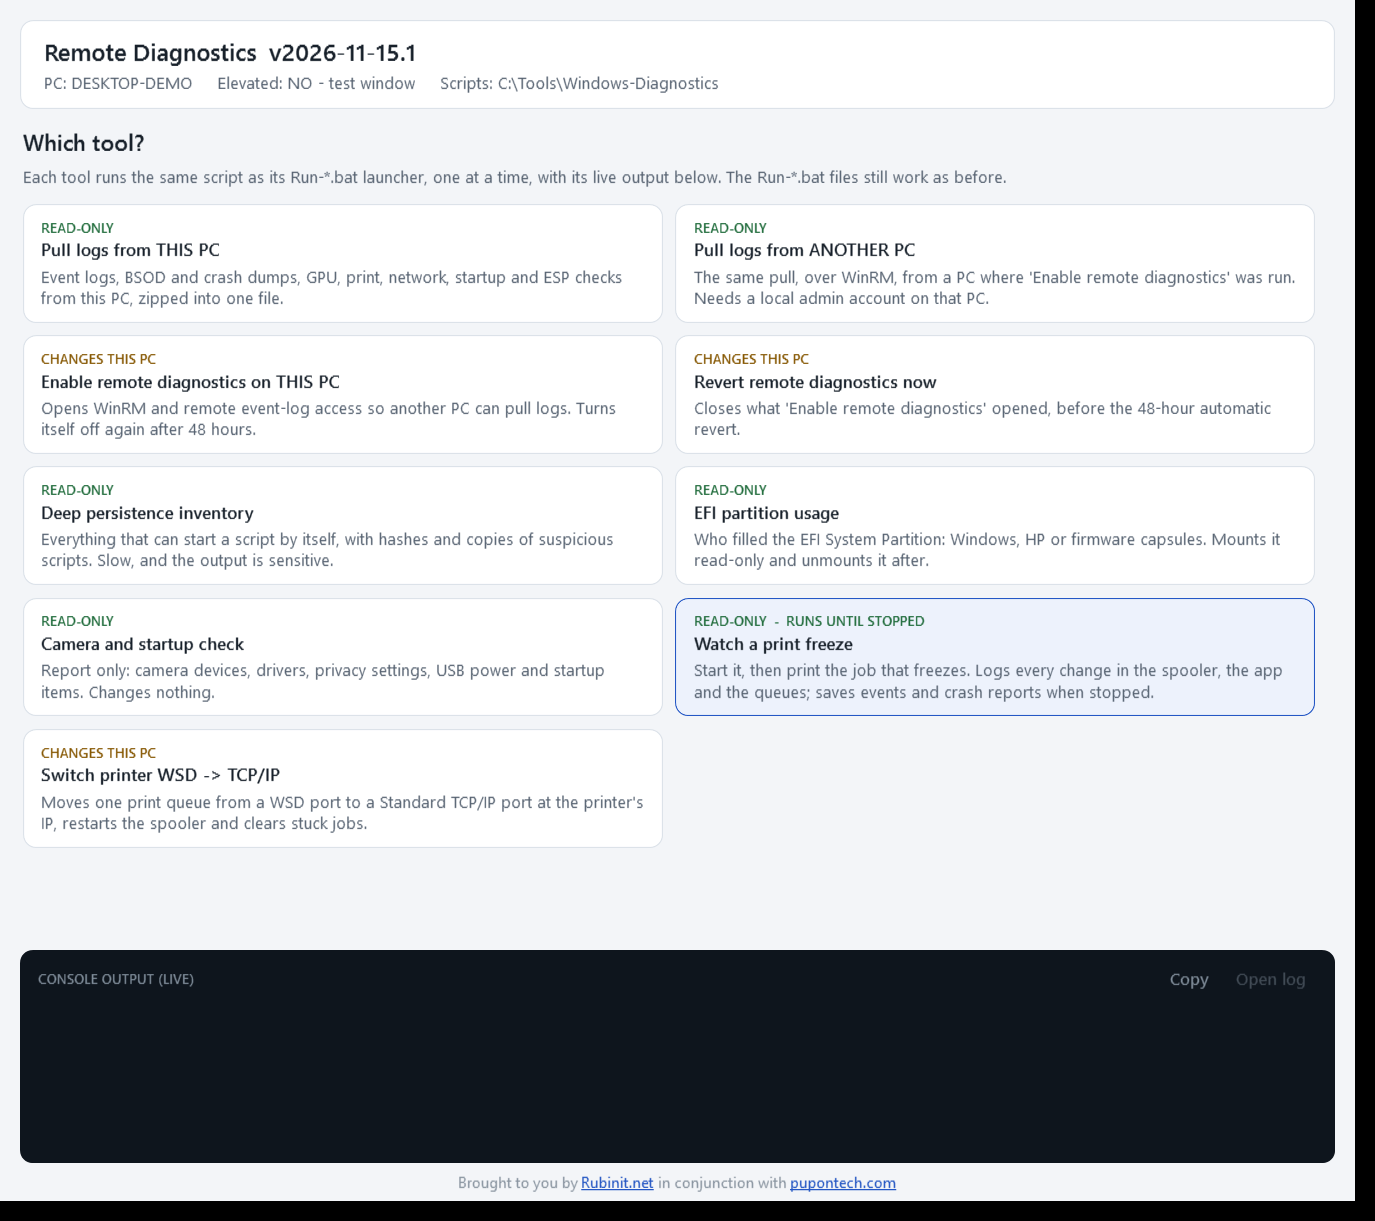 Remote Diagnostics v2026-11-15.1
PC: DESKTOP-DEMO Elevated: NO - test window Scripts: C:\Tools\Windows-Diagnostics
Which tool?
Each tool runs the same script as its Run-*.bat launcher, one at a time, with its live output below. The Run-*.bat files still work as before.
READ-ONLY
Pull logs from THIS PC
Event logs, BSOD and crash dumps, GPU, print, network, startup and ESP checks
from this PC, zipped into one file.
READ-ONLY
Pull logs from ANOTHER PC
The same pull, over WinRM, from a PC where 'Enable remote diagnostics' was run.
Needs a local admin account on that PC.
CHANGES THIS PC
Enable remote diagnostics on THIS PC
Opens WinRM and remote event-log access so another PC can pull logs. Turns
itself off again after 48 hours.
CHANGES THIS PC
Revert remote diagnostics now
Closes what 'Enable remote diagnostics' opened, before the 48-hour automatic
revert.
READ-ONLY
Deep persistence inventory
Everything that can start a script by itself, with hashes and copies of suspicious
scripts. Slow, and the output is sensitive.
READ-ONLY
EFI partition usage
Who filled the EFI System Partition: Windows, HP or firmware capsules. Mounts it
read-only and unmounts it after.
READ-ONLY
Camera and startup check
Report only: camera devices, drivers, privacy settings, USB power and startup
items. Changes nothing.
READ-ONLY - RUNS UNTIL STOPPED
Watch a print freeze
Start it, then print the job that freezes. Logs every change in the spooler, the app
and the queues; saves events and crash reports when stopped.
CHANGES THIS PC
Switch printer WSD -> TCP/IP
Moves one print queue from a WSD port to a Standard TCP/IP port at the printer's
IP, restarts the spooler and clears stuck jobs.
CONSOLE OUTPUT (LIVE) Copy Open log
Brought to you by Rubinit.net in conjunction with pupontech.com